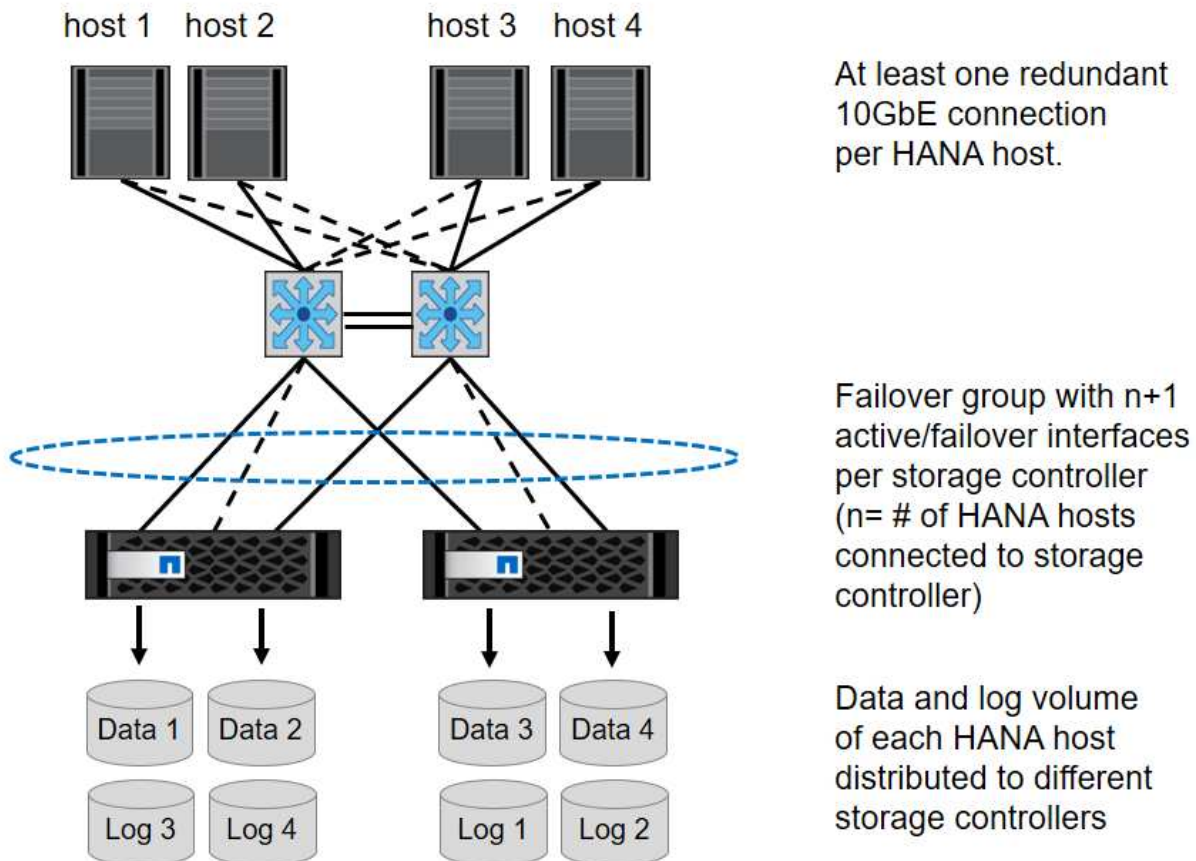 host 1 host 2 host 3 host 4
At least one redundant
10GbE connection
per HANA host.
Failover group with n+1
active/failover interfaces
per storage controller
(n= # of HANA hosts
connected to storage
controller)
Data 1 Data 2 Data 3 Data 4
Log 3 Log 4 Log 1 Log 2
Data and log volume
of each HANA host
distributed to different
storage controllers